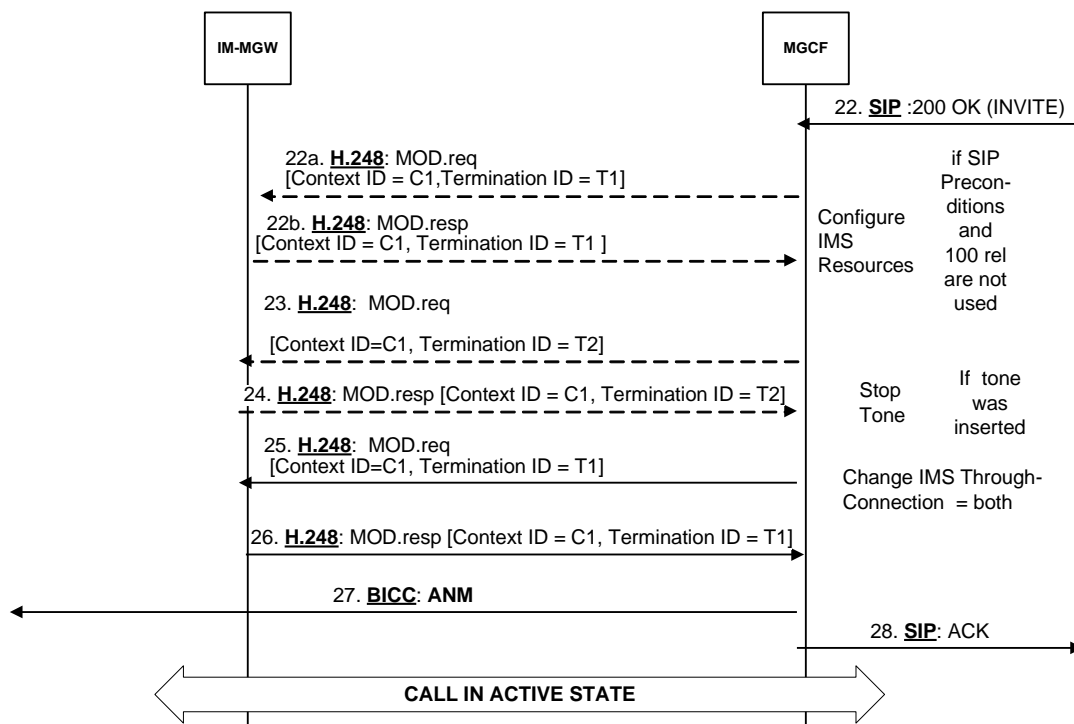 IM-MGW
MGCF
22. SIP :200 OK (INVITE)
22a. H.248: MOD.req
[Context ID = C1,Termination ID = T1]
22b. H.248: MOD.resp
[Context ID = C1, Termination ID = T1 ]
Configure
IMS
Resources
if SIP
Precon-
ditions
and
100 rel
are not
used
23. H.248: MOD.req
[Context ID=C1, Termination ID = T2]
24. H.248: MOD.resp [Context ID = C1, Termination ID = T2]
Stop
Tone
If tone
was
inserted
25. H.248: MOD.req
[Context ID=C1, Termination ID = T1]
Change IMS Through-
Connection = both
26. H.248: MOD.resp [Context ID = C1, Termination ID = T1]
27. BICC: ANM
28. SIP: ACK
CALL IN ACTIVE STATE